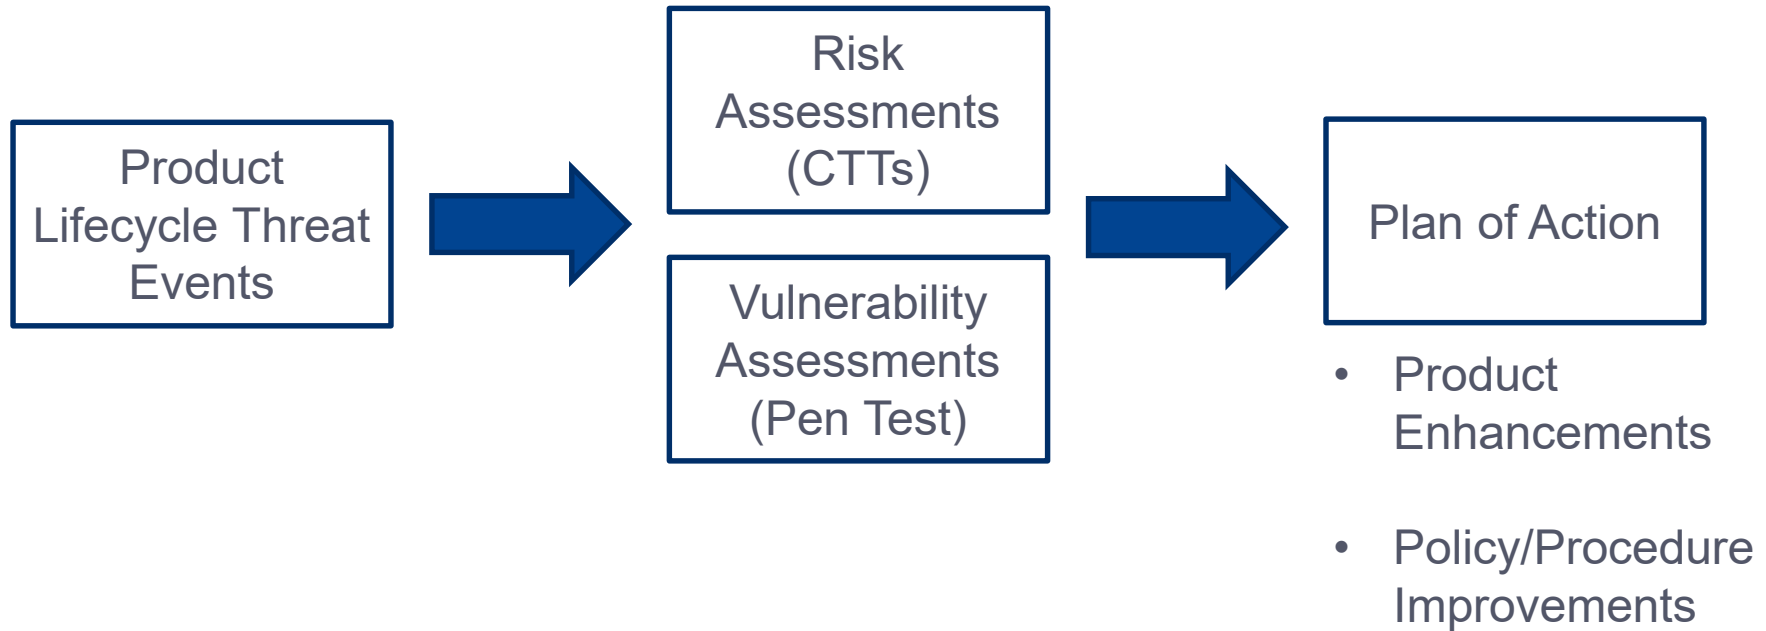 Product
Lifecycle Threat
Events
Risk
Assessments
(CTTs)
Vulnerability
Assessments
(Pen Test)
Plan of Action
• Product
Enhancements
• Policy/Procedure
Improvements